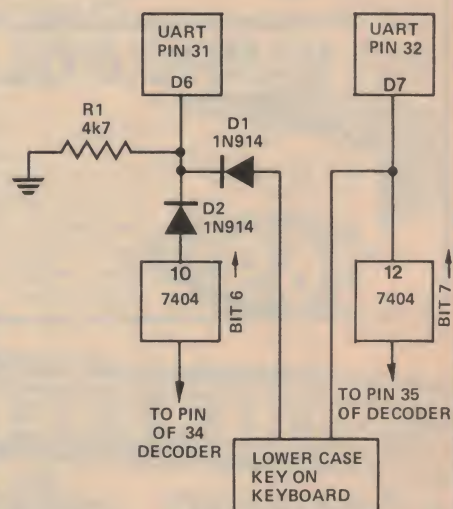 UART
PIN 31
D6
UART
PIN 32
D7
R1
4k7
D1
1N914
D2
1N914
10
7404
BIT 6
12
7404
BIT 7
TO PIN
OF 34
DECODER
TO PIN 35
OF DECODER
LOWER CASE
KEY ON
KEYBOARD